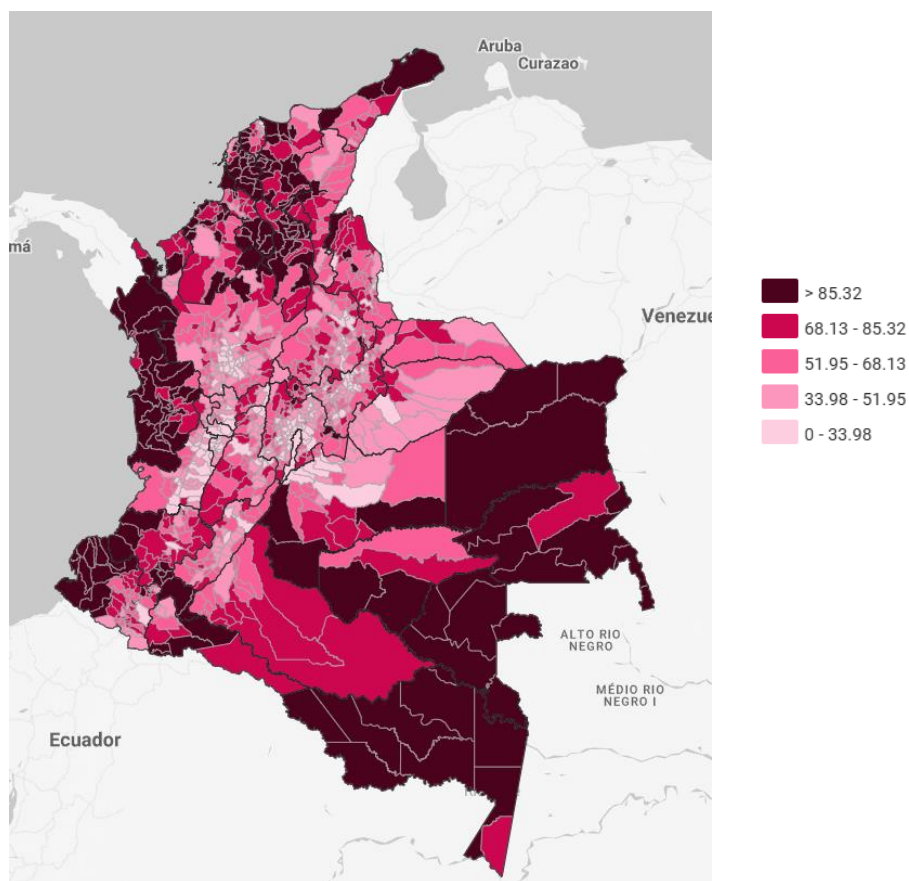 Aruba
Curazao
má
Venezue
> 85.32
68.13 - 85.32
51.95 - 68.13
33.98 - 51.95
0 - 33.98
ALTO RIO
NEGRO
MÉDIO RIO
NEGRO I
Ecuador